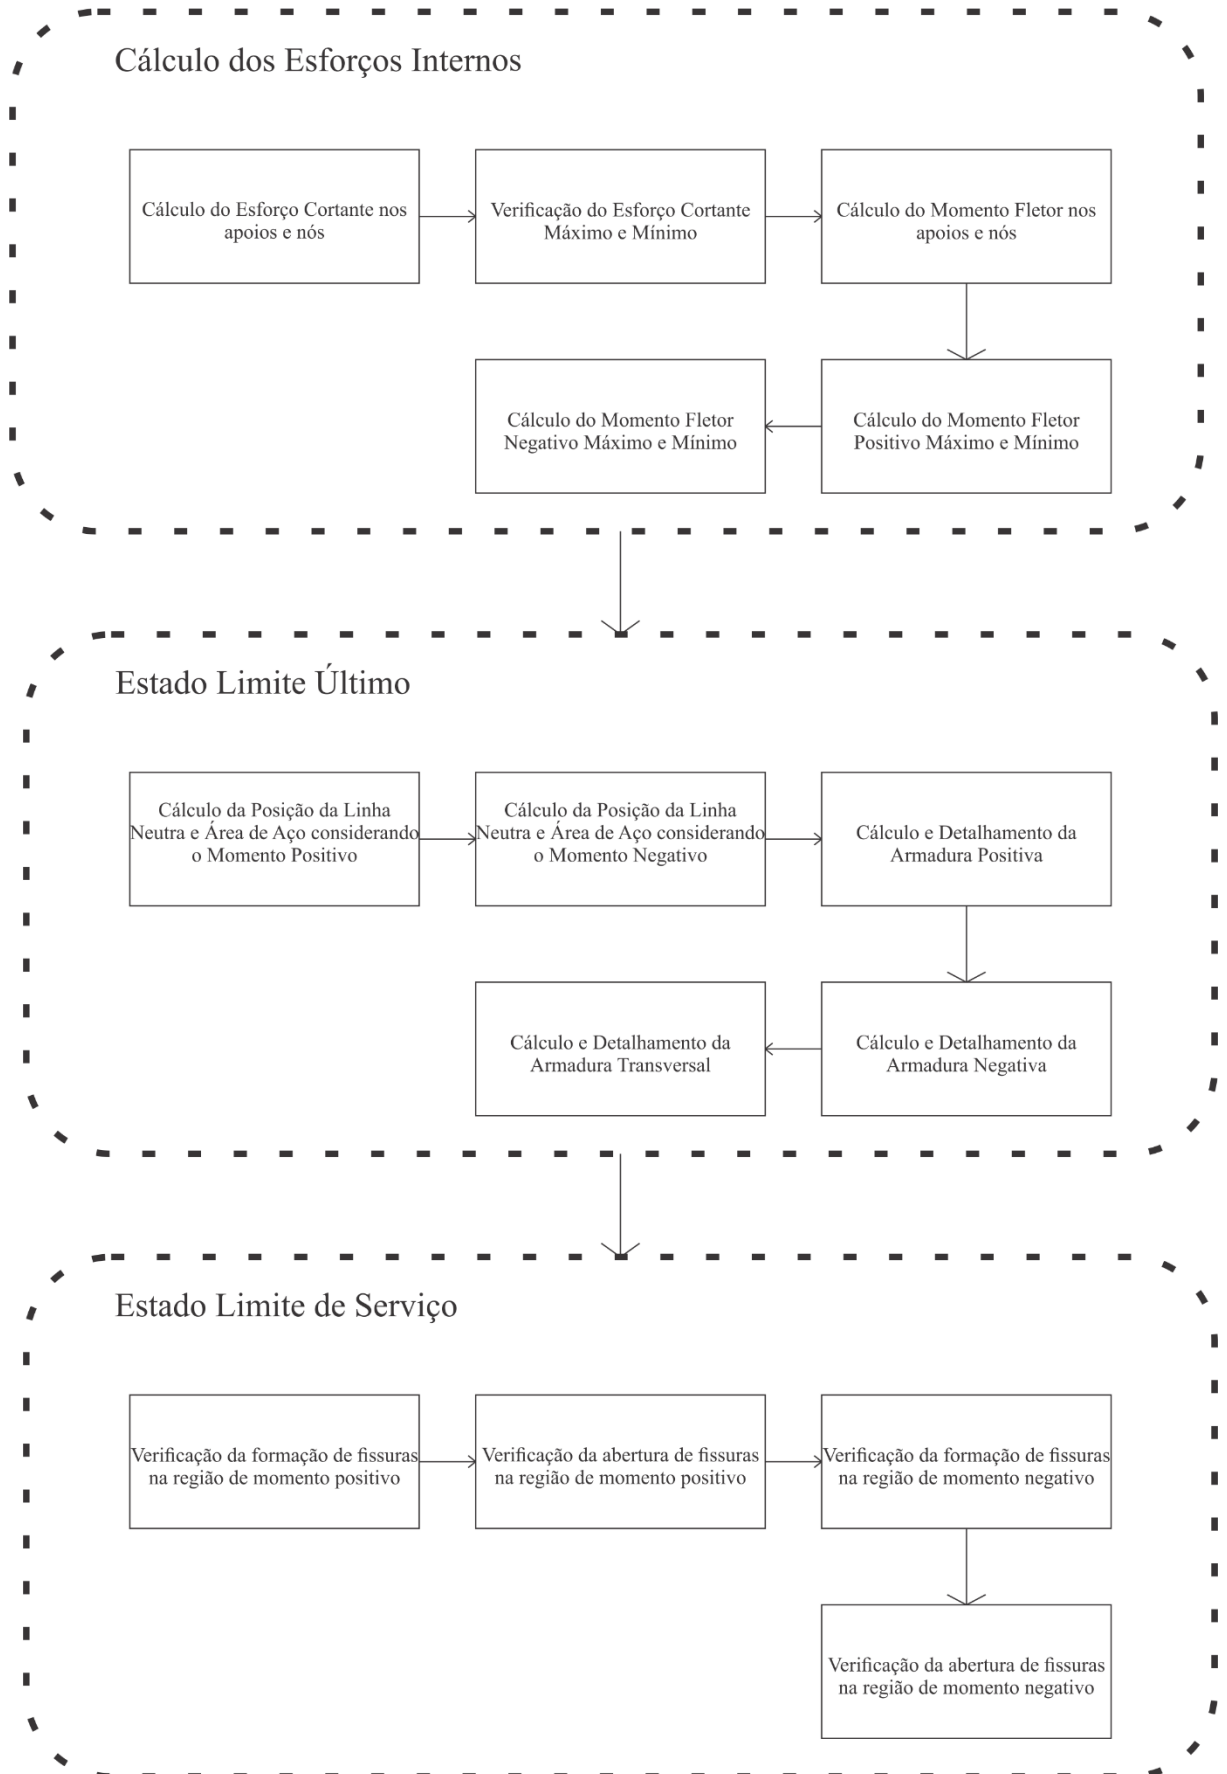 Cálculo dos Esforços Internos
Cálculo do Esforço Cortante nos
apoios e nós
Verificação do Esforço Cortante
Máximo e Mínimo
Cálculo do Momento Fletor nos
apoios e nós
Cálculo do Momento Fletor
Positivo Máximo e Mínimo
Cálculo do Momento Fletor
Negativo Máximo e Mínimo
Estado Limite Último
Cálculo da Posição da Linha
Neutra e Área de Aço considerando
o Momento Positivo
Cálculo da Posição da Linha
Neutra e Área de Aço considerando
o Momento Negativo
Cálculo e Detalhamento da
Armadura Positiva
Cálculo e Detalhamento da
Armadura Negativa
Cálculo e Detalhamento da
Armadura Transversal
Estado Limite de Serviço
Verificação da formação de fissuras
na região de momento positivo
Verificação da abertura de fissuras
na região de momento positivo
Verificação da formação de fissuras
na região de momento negativo
Verificação da abertura de fissuras
na região de momento negativo